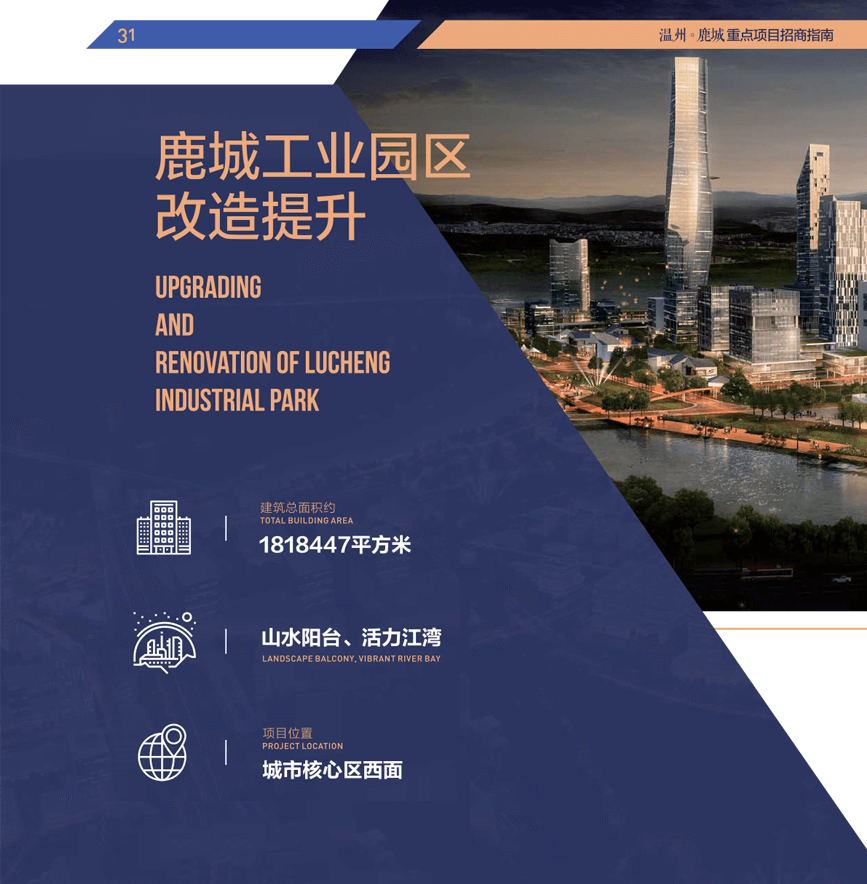 31
温州·鹿城重点项目招商指南
鹿城工业园区
改造提升
UPGRADING
AND
RENOVATION OF LUCHENG
INDUSTRIAL PARK
建筑总面积约
TOTAL BUILDING AREA
1818447平方米
山水阳台、活力江湾
LANDSCAPE BALCONY, VIBRANT RIVER BAY
项目位置
PROJECT LOCATION
城市核心区西面